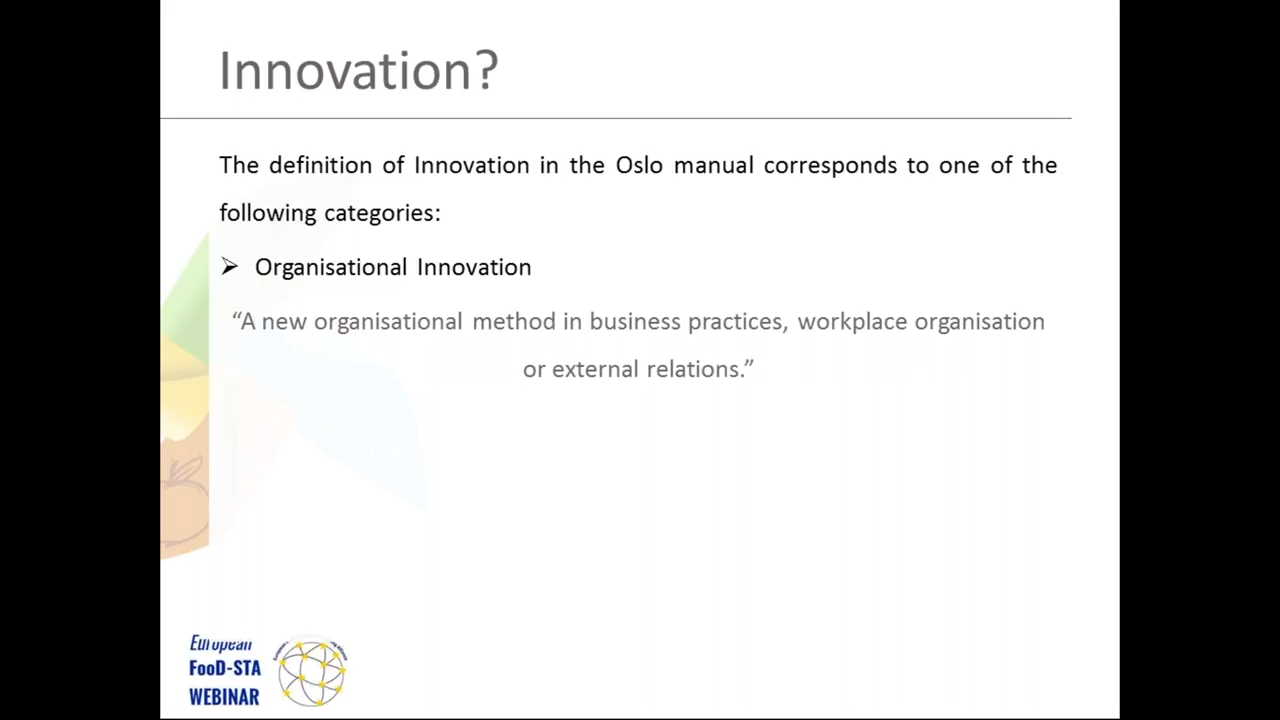 Innovation?
The definition of Innovation in the Oslo manual corresponds to one of the
following categories:
➢ Organisational Innovation
“A new organisational method in business practices, workplace organisation
or external relations.”
European
FooD-STA
WEBINAR